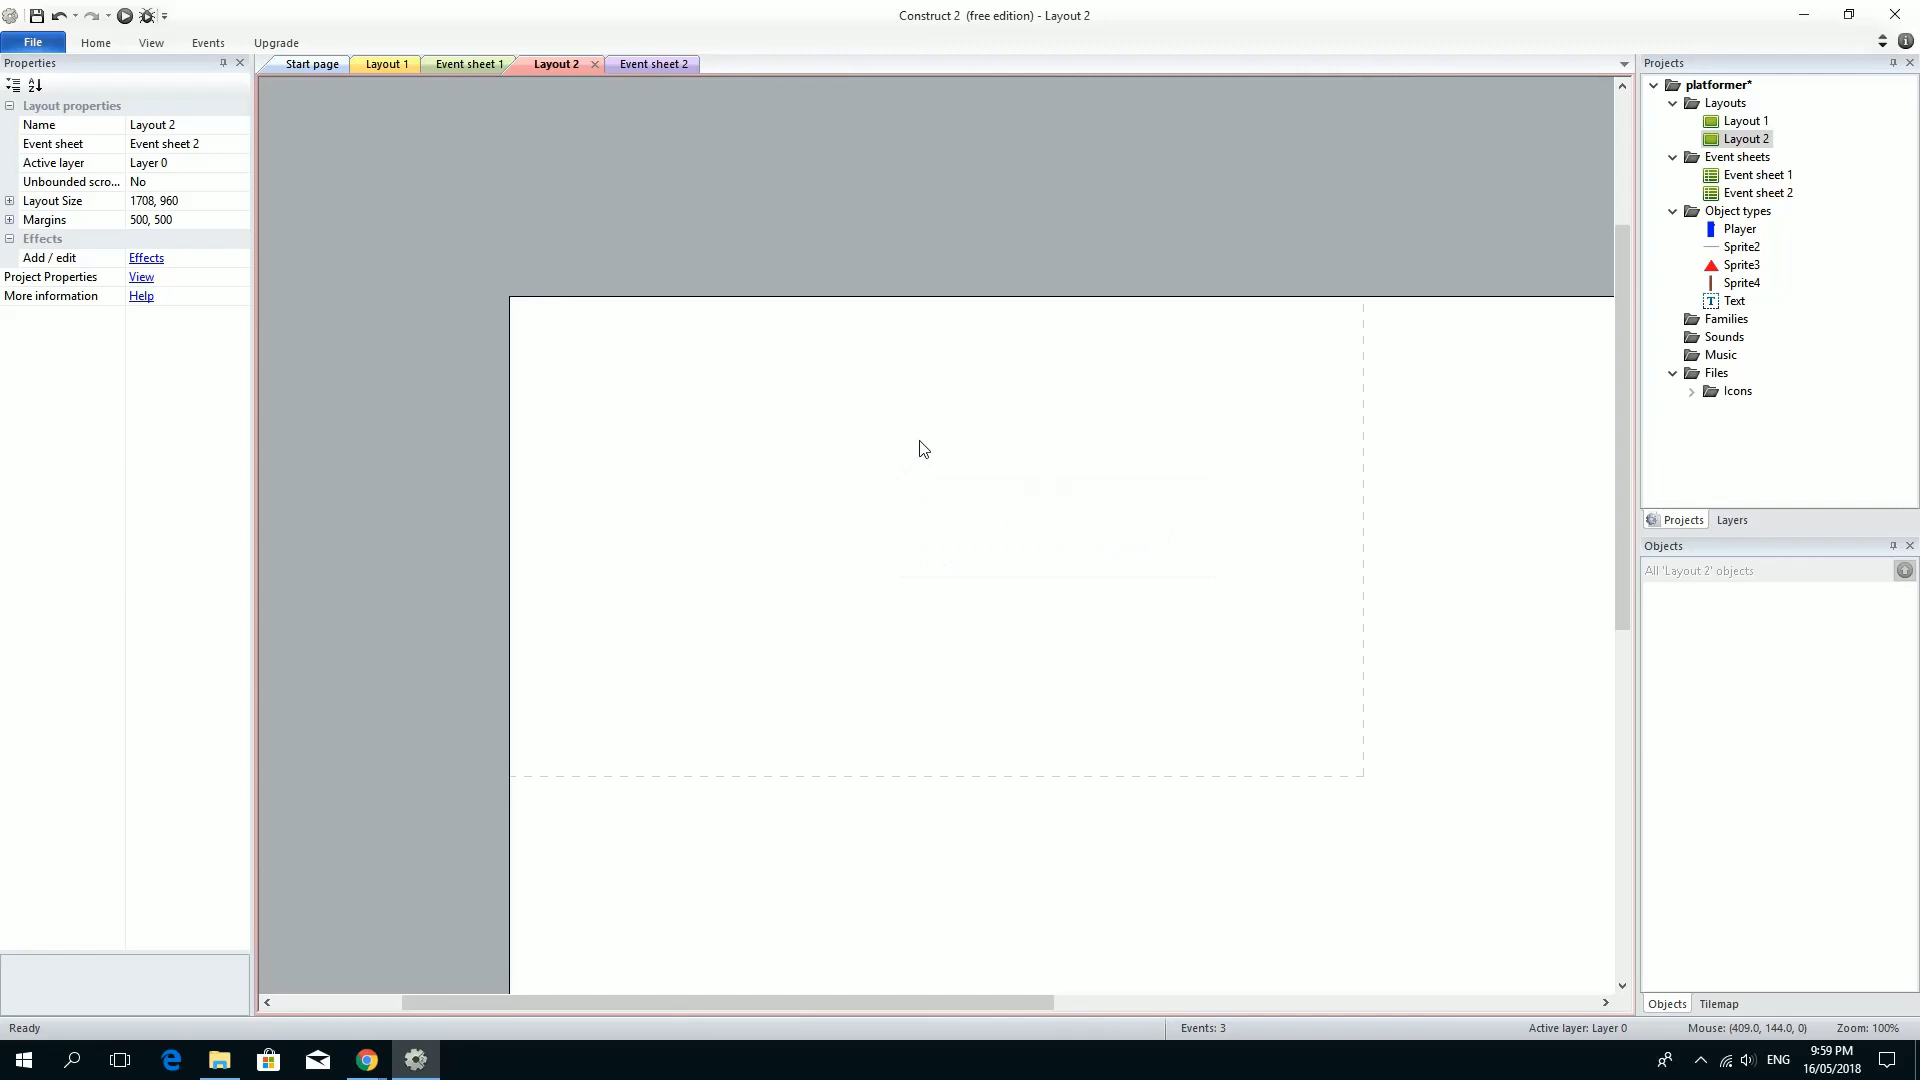 Construct 2 (free edition) - Layout 2
File
Home
View
Events
Upgrade
Properties
Start page
Layout 1
Event sheet 1
Layout 2
Event sheet 2
Projects
Layout properties
Name
Layout 2
Event sheet
Event sheet 2
Active layer
Layer 0
Unbounded scro...
No
Layout Size
1708, 960
Margins
500, 500
Effects
Add / edit
Effects
Project Properties
View
More information
Help
platformer*
Layouts
Layout 1
Layout 2
Event sheets
Event sheet 1
Event sheet 2
Object types
Player
Sprite2
Sprite3
Sprite4
Text
Families
Sounds
Music
Files
Icons
Projects
Layers
Objects
All 'Layout 2' objects
Objects
Tilemap
Ready
Events: 3
Active layer: Layer 0
Mouse: (409.0, 144.0, 0)
Zoom: 100%
ENG
9:59 PM
16/05/2018